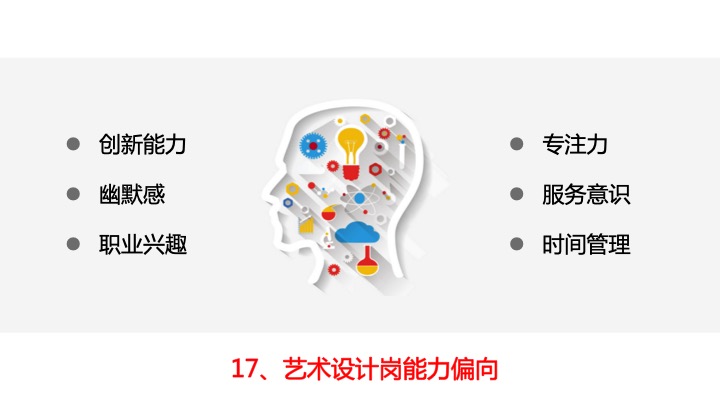 创新能力
幽默感
职业兴趣
专注力
服务意识
时间管理
17、艺术设计岗能力偏向